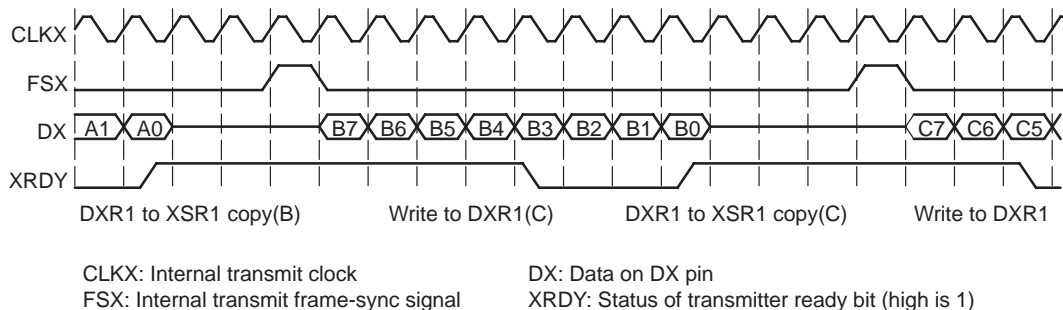 CLKX
FSX
DX A1 A0 B7 B6 B5 B4 B3 B2 B1 B0 C7 C6 C5
XRDY
DXR1 to XSR1 copy(B) Write to DXR1(C) DXR1 to XSR1 copy(C) Write to DXR1
CLKX: Internal transmit clock DX: Data on DX pin
FSX: Internal transmit frame-sync signal XRDY: Status of transmitter ready bit (high is 1)